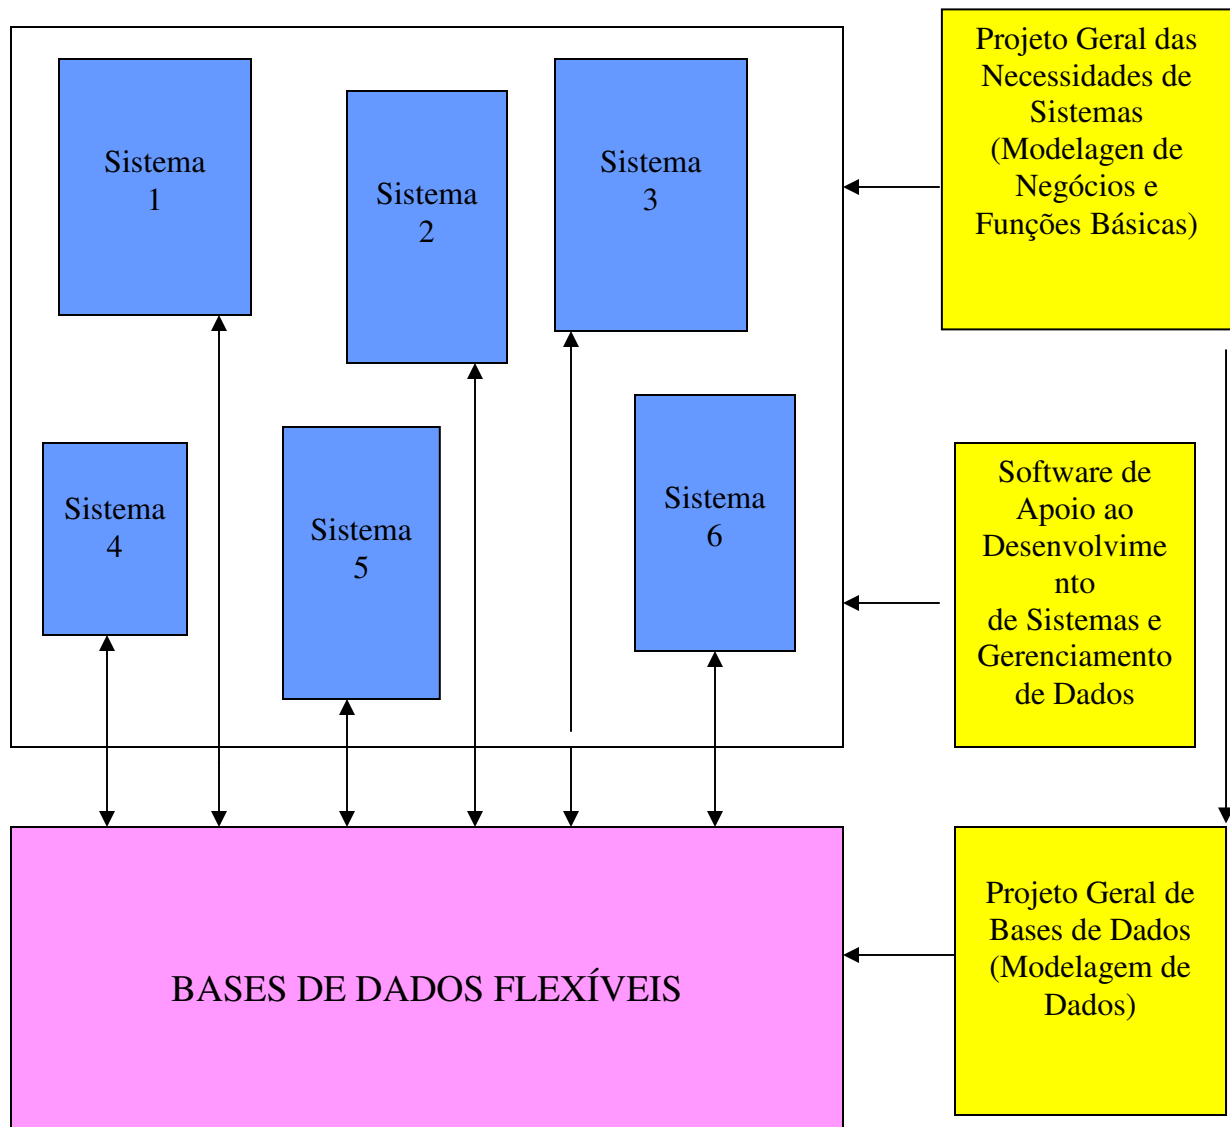 Sistema
1
Sistema
2
Sistema
3
Projeto Geral das
Necessidades de
Sistemas
(Modelagen de
Negócios e
Funções Básicas)
Sistema
4
Sistema
5
Sistema
6
Software de
Apoio ao
Desenvolvime
nto
de Sistemas e
Gerenciamento
de Dados
BASES DE DADOS FLEXÍVEIS
Projeto Geral de
Bases de Dados
(Modelagem de
Dados)